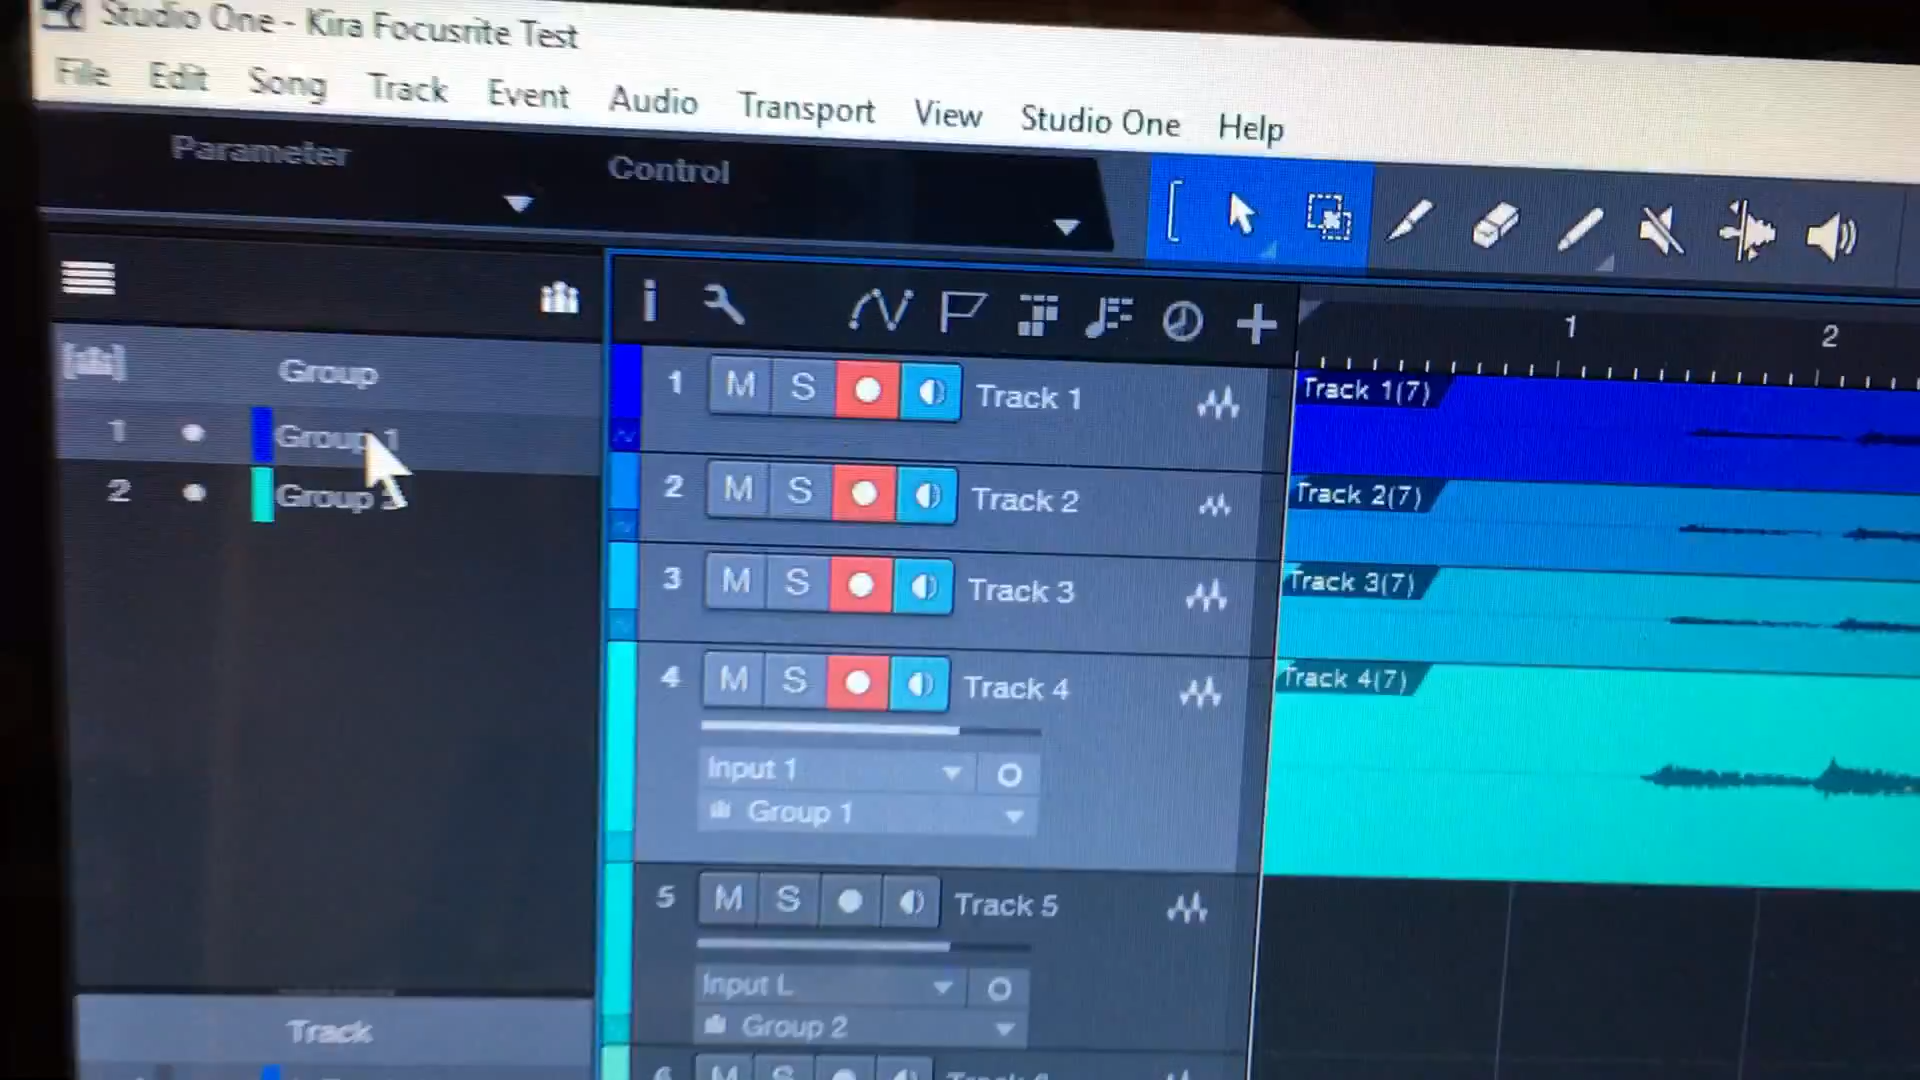 Studio One - Kira Focusrite Test
File Edit Song Track Event Audio Transport View Studio One Help
Parameter
Control
Group
1 Group 1
2 Group
1 M S Track 1
2 M S Track 2
3 M S Track 3
4 M S Track 4
Input 1
Group 1
5 M S Track 5
Input L
Group 2
6 M S
1 2
Track 1(7)
Track 2(7)
Track 3(7)
Track 4(7)
Track